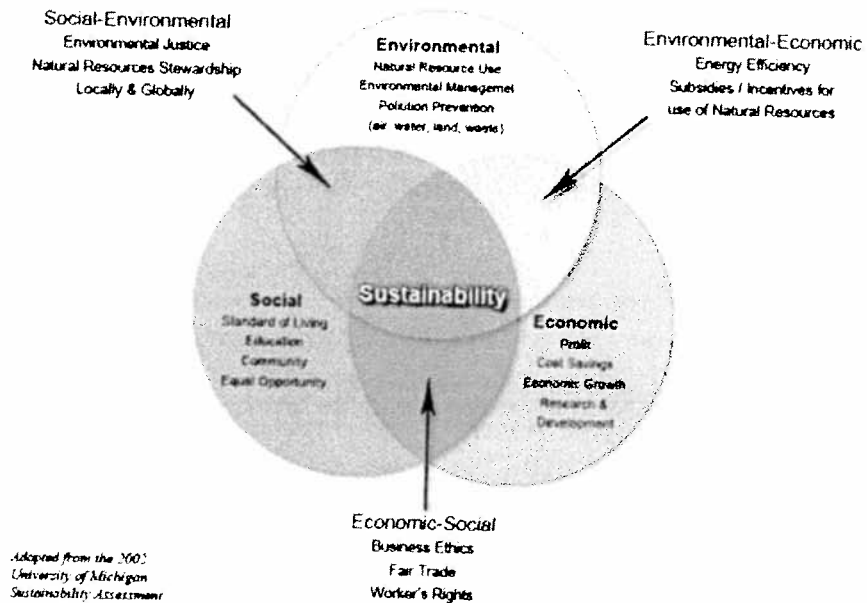 Social-Environmental
Environmental Justice
Natural Resources Stewardship
Locally & Globally
Environmental
Natural Resource Use
Environmental Managemet
Pollution Prevention
(air, water, land, waste)
Environmental-Economic
Energy Efficiency
Subsidies / Incentives for
use of Natural Resources
Sustainability
Social
Standard of Living
Education
Community
Equal Opportunity
Economic
Profit
Cost Savings
Economic Growth
Research &
Development
Economic-Social
Business Ethics
Fair Trade
Worker's Rights
Adopted from the 2002
University of Michigan
Sustainability Assessment